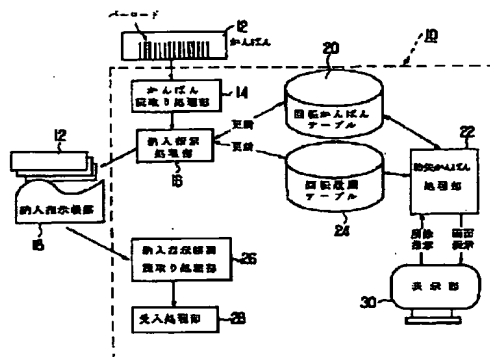 バーコード
12
かんばん
10
20
かんばん
読取り処理部
14
回転かんばん
テーブル
納入指示
処理部
16
更新
更新
22
紛失かんばん
処理部
12
納入指示帳票
18
回転範囲
テーブル
24
削除
指示
画面
表示
納入指示帳票
読取り処理部
26
表示部
30
受入処理部
28